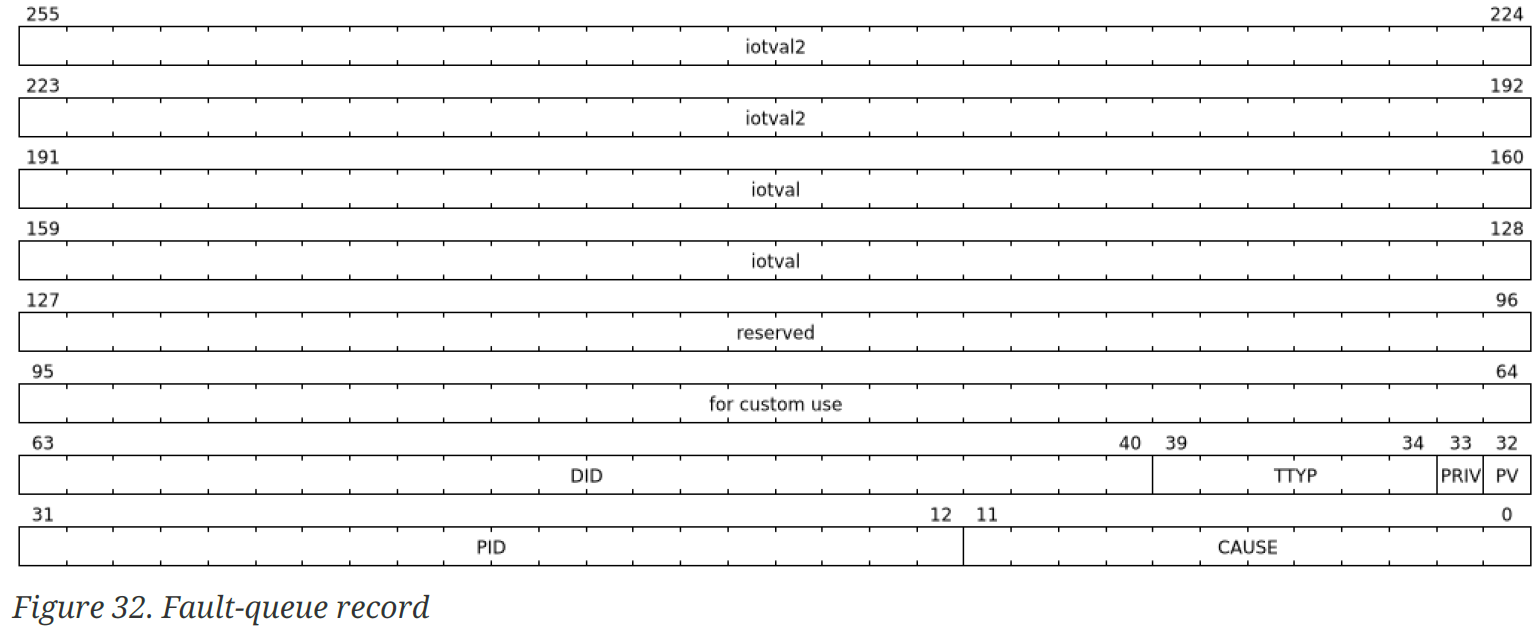 255 224
iotval2
223 192
iotval2
191 160
iotval
159 128
iotval
127 96
reserved
95 64
for custom use
63 40 39 34 33 32
DID TTYP PRIV PV
31 12 11 0
PID CAUSE
Figure 32. Fault-queue record